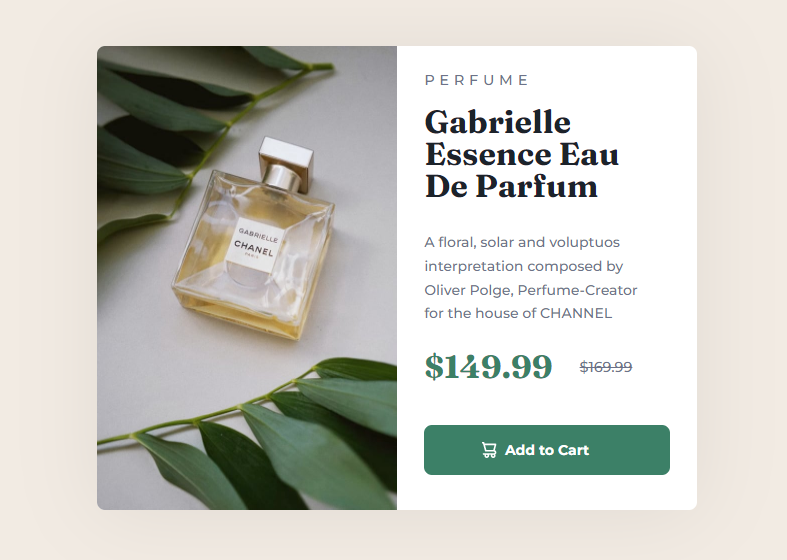 GABRIELLE
CHANEL
PARIS
PERFUME
Gabrielle
Essence Eau
De Parfum
A floral, solar and voluptuos
interpretation composed by
Oliver Polge, Perfume-Creator
for the house of CHANNEL
$149.99 $169.99
Add to Cart